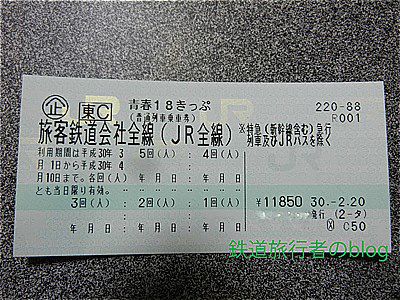 企 東C 青春18きっぷ 220-88
(普通列車乗車券) R001
旅客鉄道会社全線(JR全線) ※特急(新幹線含む)急行
列車及びJRバスを除く
利用期間は平成30年3 5回(人) 4回(人)
月 1日から平成30年4
月10日まで。各回(人) 年 月 日 年 月 日
とも当日限り有効。
3回(人) 2回(人) 1回(人) ¥11850 30.-2.20
発行 (2-タ)
年 月 日 年 月 日 年 月 日 C50
鉄道旅行者のblog